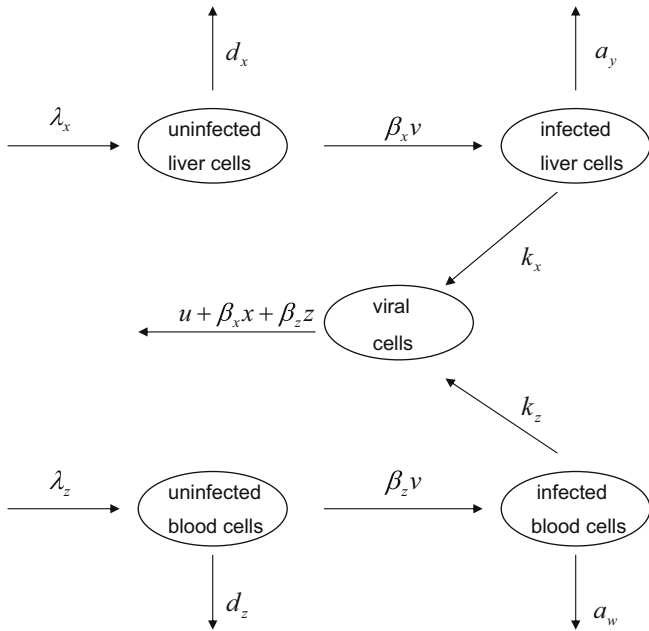 d_x
a_y
λ_x
uninfected
liver cells
β_x v
infected
liver cells
k_x
u + β_x x + β_z z
viral
cells
k_z
λ_z
uninfected
blood cells
β_z v
infected
blood cells
d_z
a_w